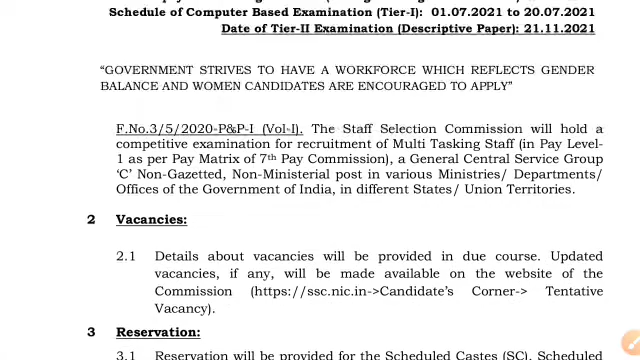 Schedule of Computer Based Examination (Tier-I): 01.07.2021 to 20.07.2021
Date of Tier-II Examination (Descriptive Paper): 21.11.2021
“GOVERNMENT STRIVES TO HAVE A WORKFORCE WHICH REFLECTS GENDER
BALANCE AND WOMEN CANDIDATES ARE ENCOURAGED TO APPLY”
F.No.3/5/2020-P&P-I (Vol-I). The Staff Selection Commission will hold a
competitive examination for recruitment of Multi Tasking Staff (in Pay Level-
1 as per Pay Matrix of 7th Pay Commission), a General Central Service Group
‘C’ Non-Gazetted, Non-Ministerial post in various Ministries/ Departments/
Offices of the Government of India, in different States/ Union Territories.
2 Vacancies:
2.1 Details about vacancies will be provided in due course. Updated
vacancies, if any, will be made available on the website of the
Commission (https://ssc.nic.in->Candidate’s Corner-> Tentative
Vacancy).
3 Reservation:
3.1 Reservation will be provided for the Scheduled Castes (SC), Scheduled